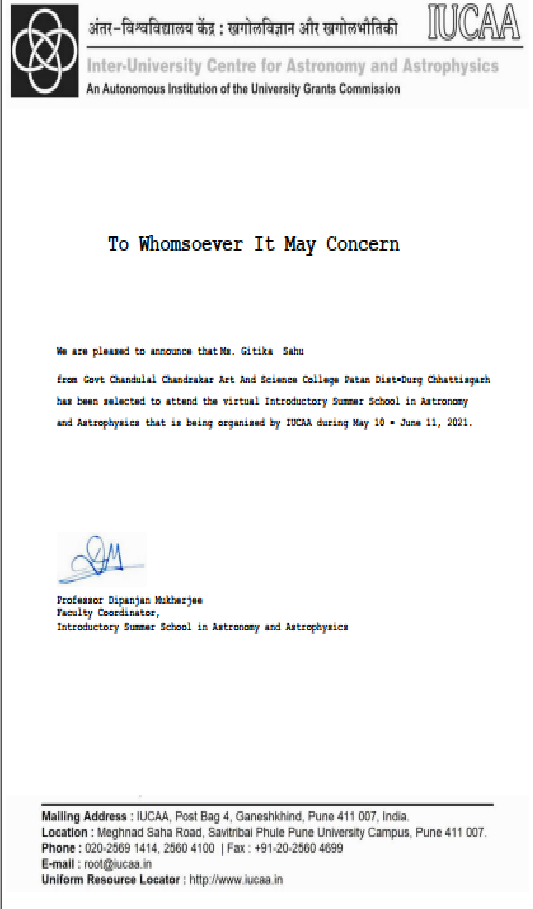 अंतर-विश्वविद्यालय केंद्र : खगोलविज्ञान और खगोलभौतिकी
IUCAA
Inter-University Centre for Astronomy and Astrophysics
An Autonomous Institution of the University Grants Commission
To Whomsoever It May Concern
We are pleased to announce that Ms. Gitika Sahu
from Govt Chandulal Chandrakar Art And Science College Patan Dist-Durg Chhattisgarh
has been selected to attend the virtual Introductory Summer School in Astronomy
and Astrophysics that is being organised by IUCAA during May 10 - June 11, 2021.
Professor Dipanjan Mukherjee
Faculty Coordinator,
Introductory Summer School in Astronomy and Astrophysics
Mailing Address : IUCAA, Post Bag 4, Ganeshkhind, Pune 411 007, India.
Location : Meghnad Saha Road, Savitribai Phule Pune University Campus, Pune 411 007.
Phone : 020-2569 1414, 2560 4100 | Fax : +91-20-2560 4699
E-mail : root@iucaa.in
Uniform Resource Locator : http://www.iucaa.in